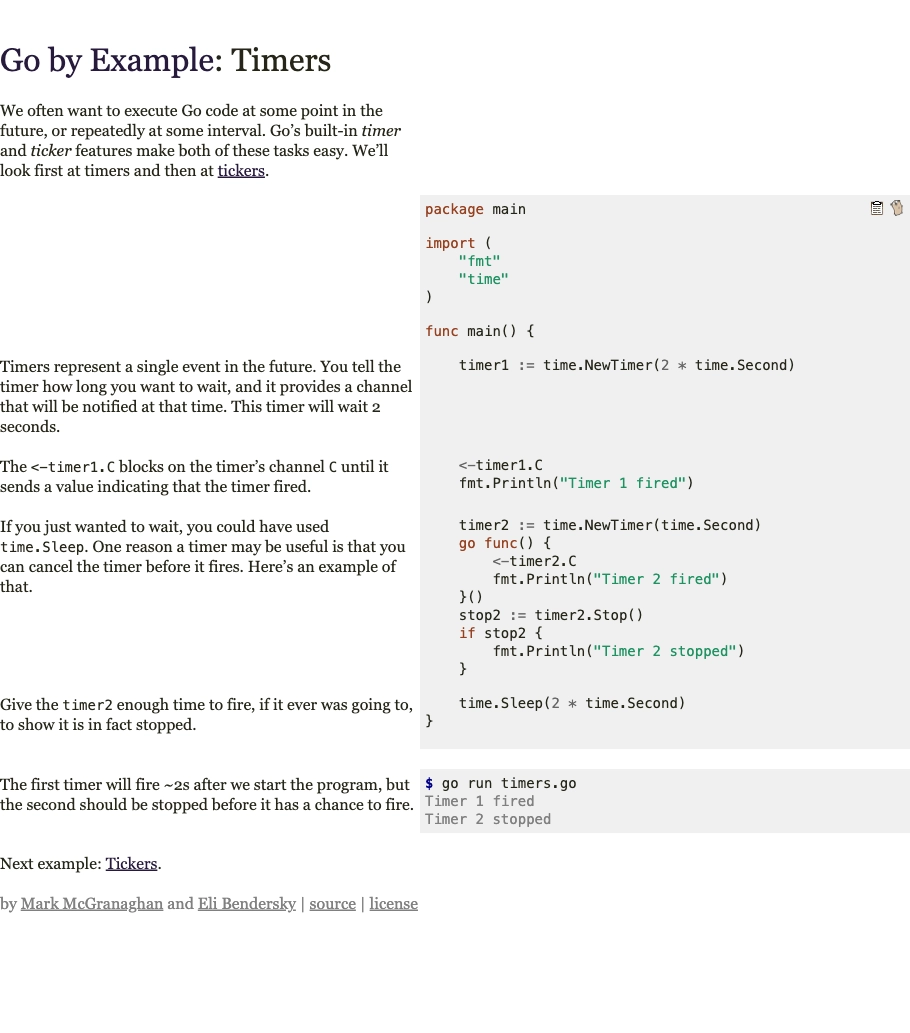 Go by Example: Timers
We often want to execute Go code at some point in the
future, or repeatedly at some interval. Go’s built-in timer
and ticker features make both of these tasks easy. We’ll
look first at timers and then at tickers.
package main
import (
    "fmt"
    "time"
)
func main() {
Timers represent a single event in the future. You tell the
timer how long you want to wait, and it provides a channel
that will be notified at that time. This timer will wait 2
seconds.
    timer1 := time.NewTimer(2 * time.Second)
The <-timer1.C blocks on the timer’s channel C until it
sends a value indicating that the timer fired.
    <-timer1.C
    fmt.Println("Timer 1 fired")
If you just wanted to wait, you could have used
time.Sleep. One reason a timer may be useful is that you
can cancel the timer before it fires. Here’s an example of
that.
    timer2 := time.NewTimer(time.Second)
    go func() {
        <-timer2.C
        fmt.Println("Timer 2 fired")
    }()
    stop2 := timer2.Stop()
    if stop2 {
        fmt.Println("Timer 2 stopped")
    }
Give the timer2 enough time to fire, if it ever was going to,
to show it is in fact stopped.
    time.Sleep(2 * time.Second)
}
The first timer will fire ~2s after we start the program, but
the second should be stopped before it has a chance to fire.
$ go run timers.go
Timer 1 fired
Timer 2 stopped
Next example: Tickers.
by Mark McGranaghan and Eli Bendersky | source | license